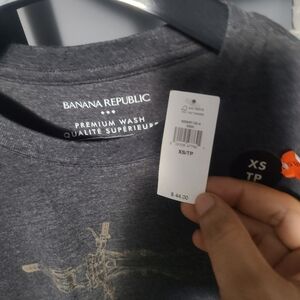 BANANA REPUBLIC
PREMIUM WASH
QUALITÉ SUPÉRIEURE
XS/TP
$ 44.00
XS
TP